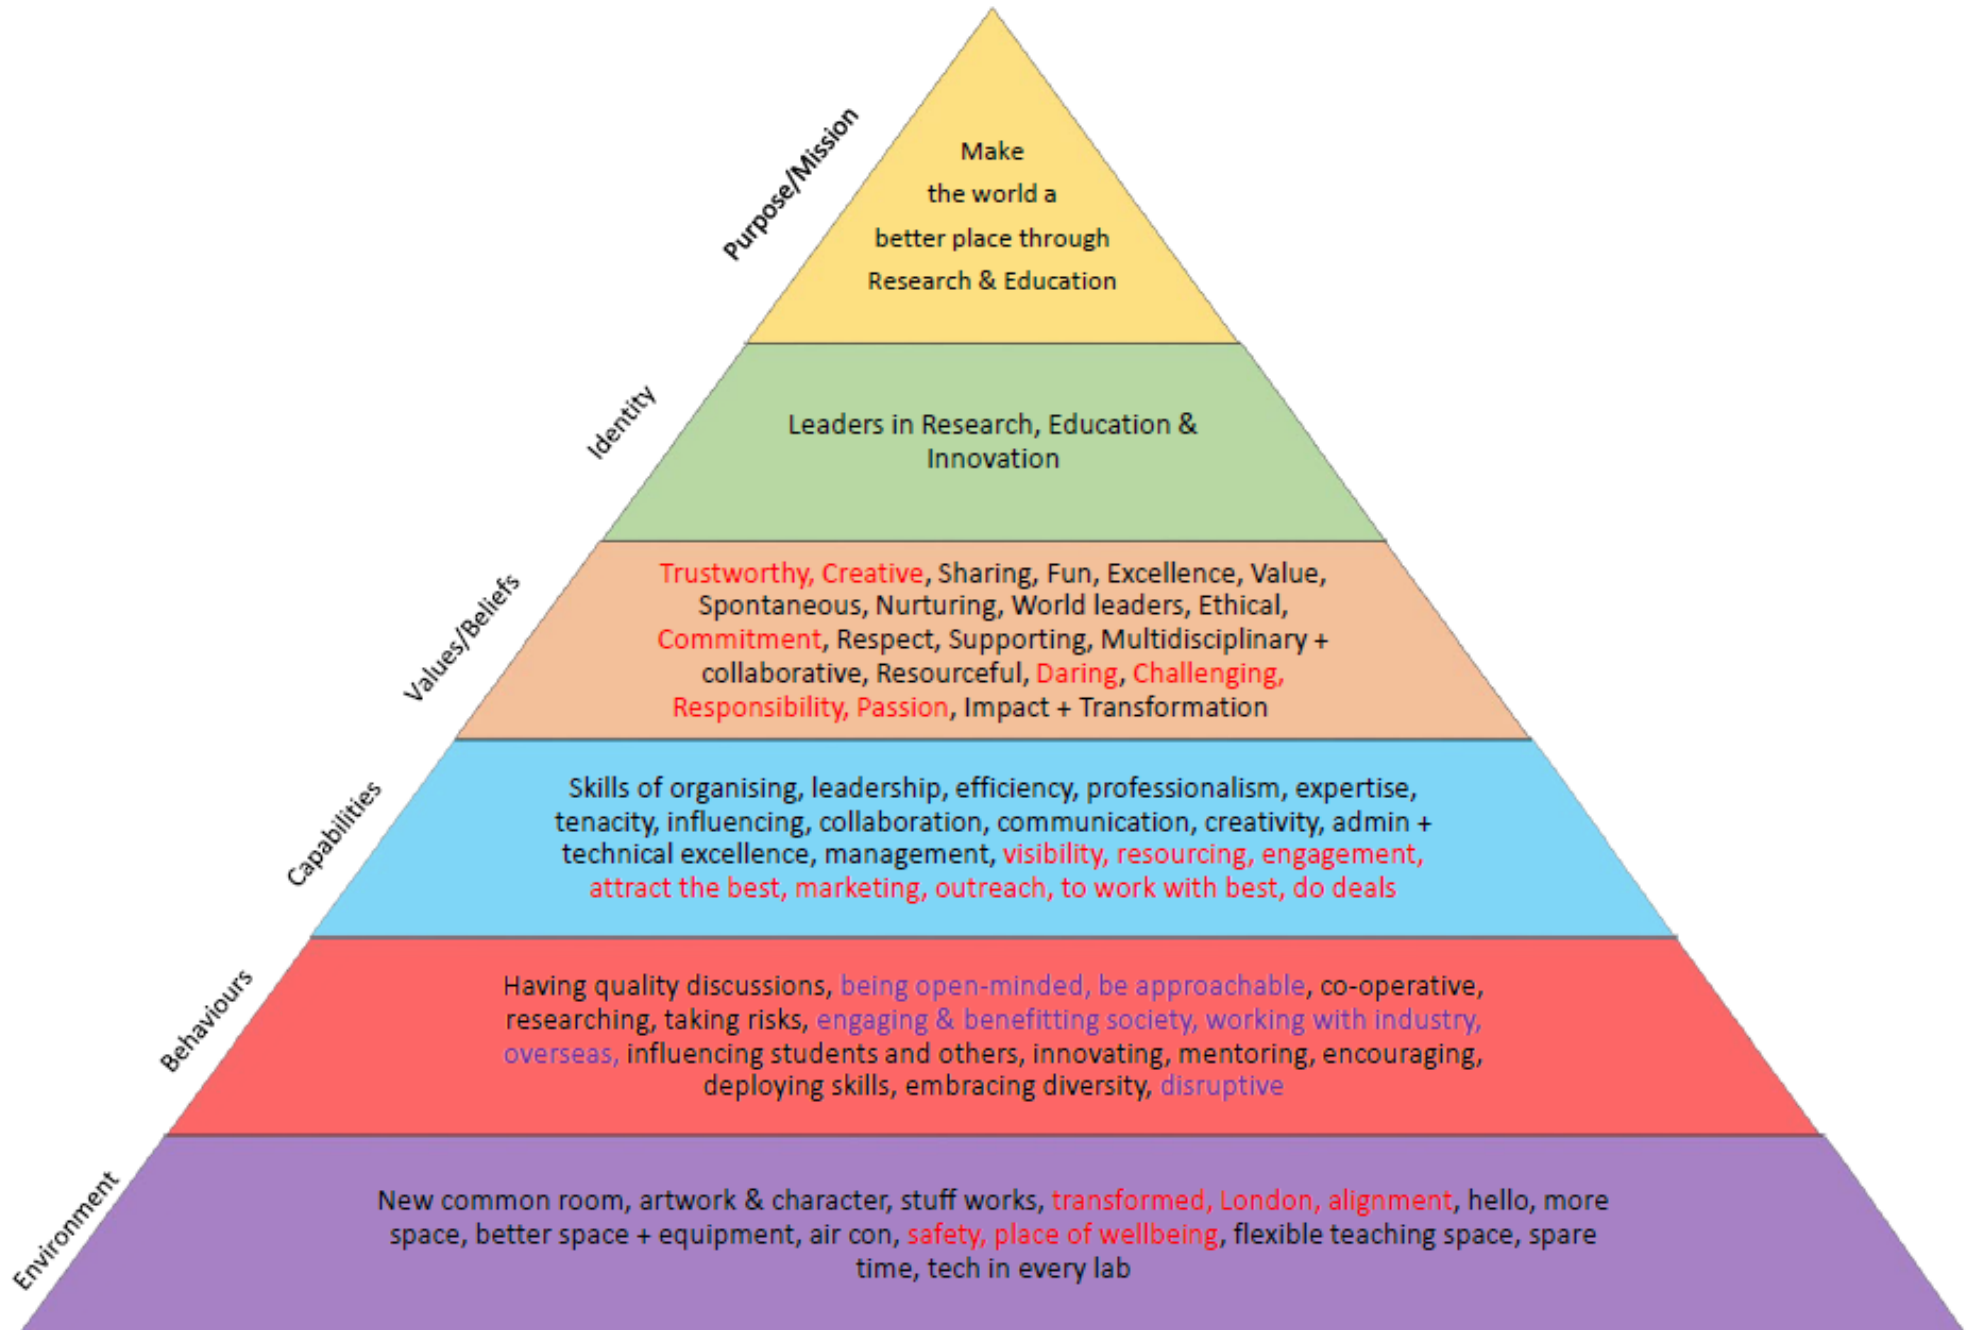 Purpose/Mission
Make
the world a
better place through
Research & Education
Identity
Leaders in Research, Education &
Innovation
Values/Beliefs
Trustworthy, Creative, Sharing, Fun, Excellence, Value,
Spontaneous, Nurturing, World leaders, Ethical,
Commitment, Respect, Supporting, Multidisciplinary +
collaborative, Resourceful, Daring, Challenging,
Responsibility, Passion, Impact + Transformation
Capabilities
Skills of organising, leadership, efficiency, professionalism, expertise,
tenacity, influencing, collaboration, communication, creativity, admin +
technical excellence, management, visibility, resourcing, engagement,
attract the best, marketing, outreach, to work with best, do deals
Behaviours
Having quality discussions, being open-minded, be approachable, co-operative,
researching, taking risks, engaging & benefitting society, working with industry,
overseas, influencing students and others, innovating, mentoring, encouraging,
deploying skills, embracing diversity, disruptive
Environment
New common room, artwork & character, stuff works, transformed, London, alignment, hello, more
space, better space + equipment, air con, safety, place of wellbeing, flexible teaching space, spare
time, tech in every lab